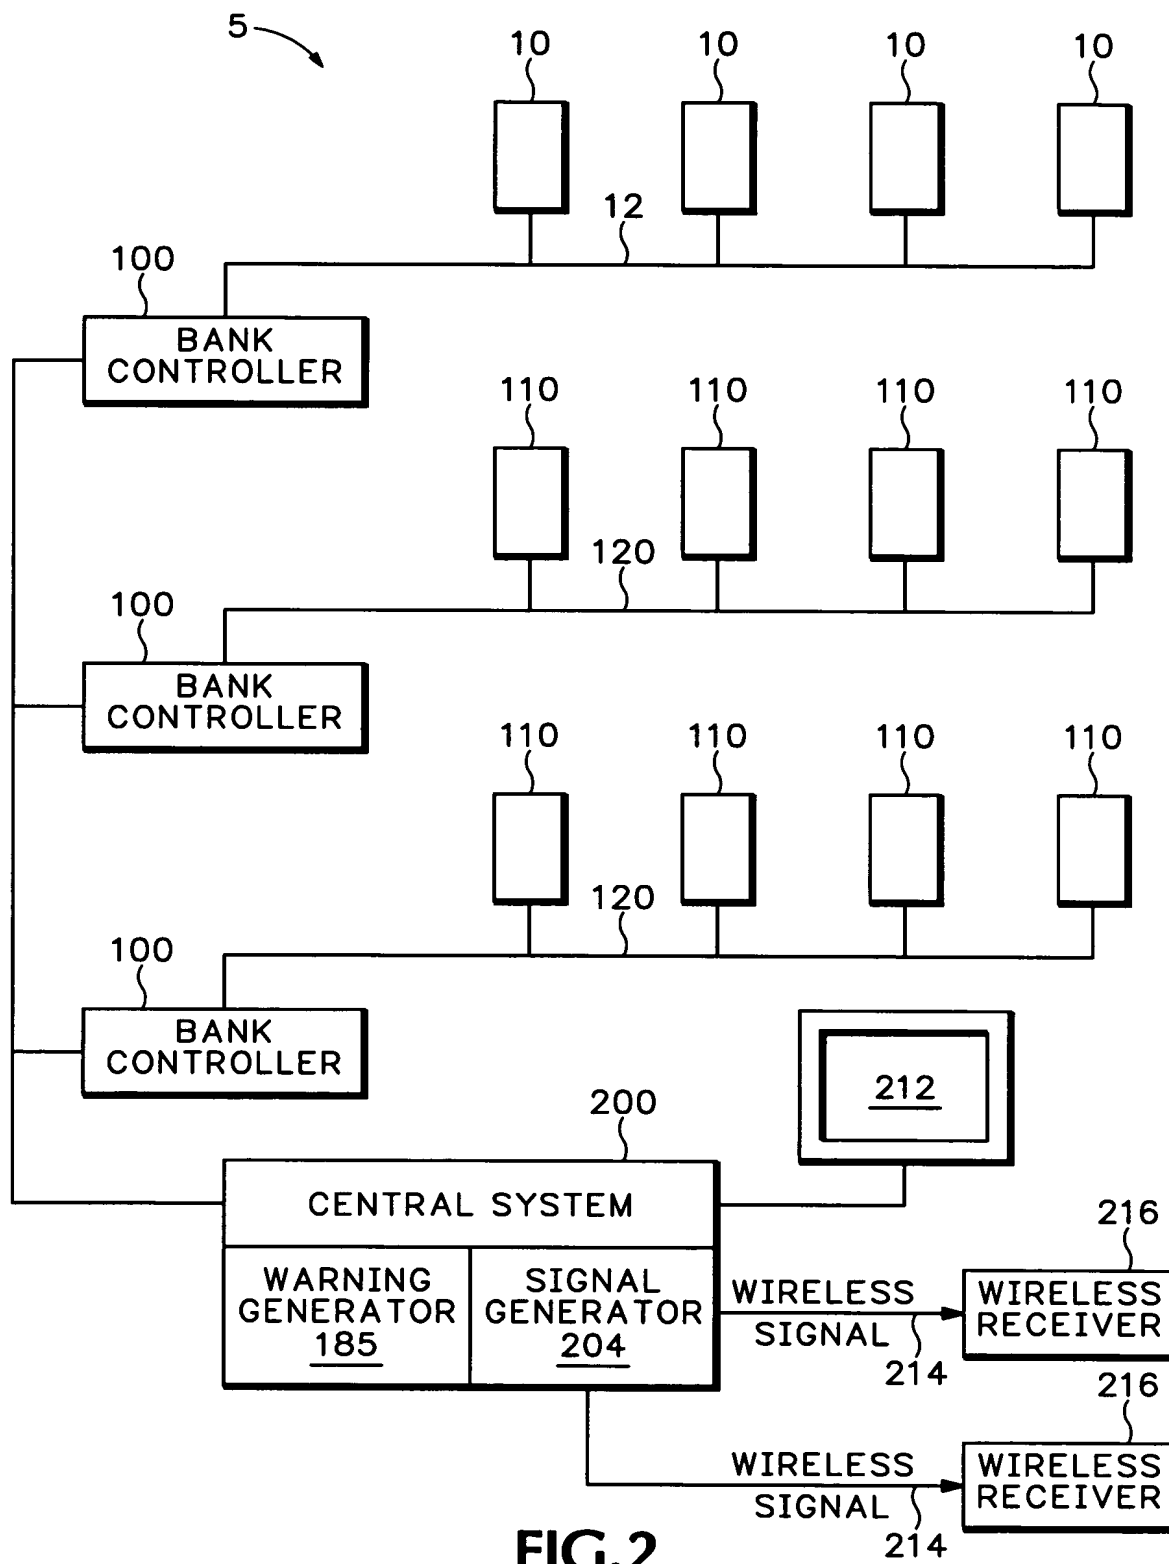 5
10 10 10 10
12
100
BANK
CONTROLLER
110 110 110 110
120
100
BANK
CONTROLLER
110 110 110 110
120
100
BANK
CONTROLLER
212
200
CENTRAL SYSTEM
WARNING
GENERATOR
185
SIGNAL
GENERATOR
204
WIRELESS
SIGNAL
214
216
WIRELESS
RECEIVER
WIRELESS
SIGNAL
214
216
WIRELESS
RECEIVER
FIG.2